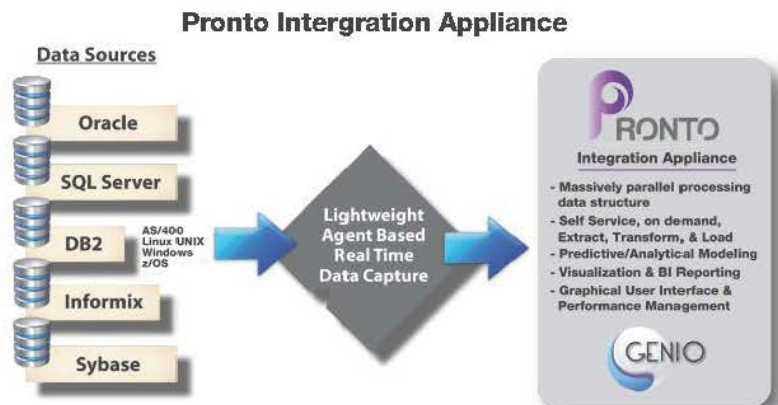 Pronto Intergration Appliance
Data Sources
Oracle
SQL Server
DB2
AS/400
Linux UNIX
Windows
z/OS
Informix
Sybase
Lightweight
Agent Based
Real Time
Data Capture
PRONTO
Integration Appliance
- Massively parallel processing
data structure
- Self Service, on demand,
Extract, Transform, & Load
- Predictive/Analytical Modeling
- Visualization & BI Reporting
- Graphical User Interface &
Performance Management
GENIO